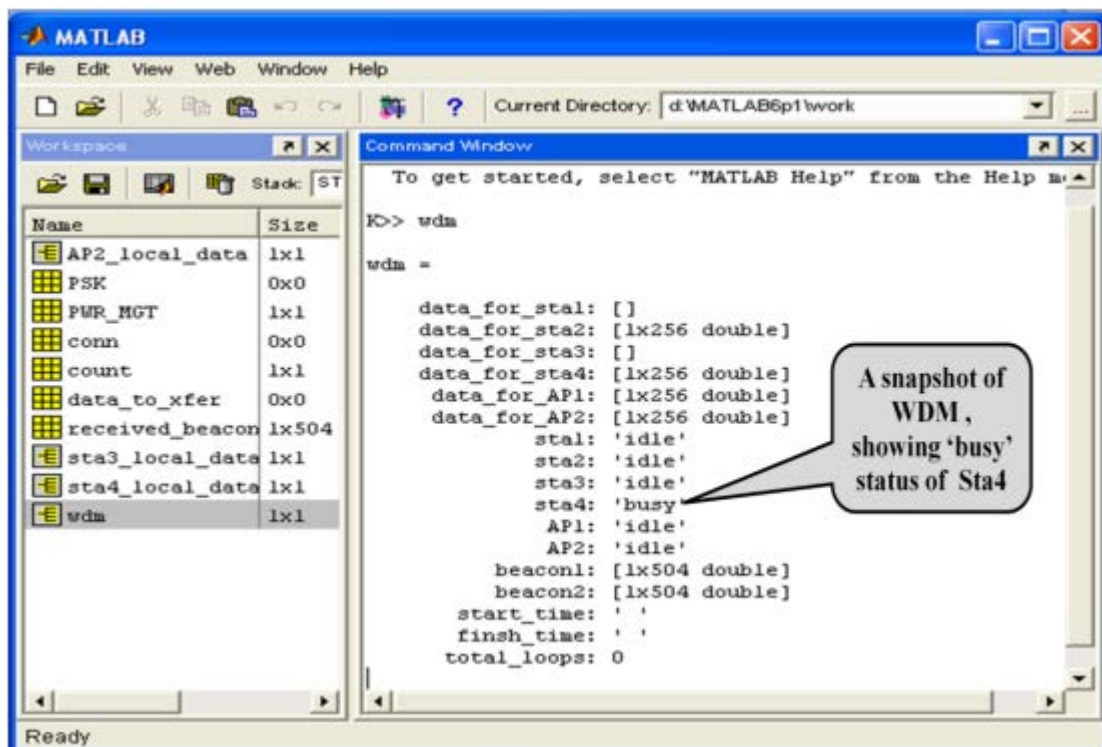 MATLAB
File Edit View Web Window Help
? Current Directory: d:\MATLAB6p1\work ...
Workspace
Stack: ST
Name Size
AP2_local_data 1x1
PSK 0x0
PWR_MGT 1x1
conn 0x0
count 1x1
data_to_xfer 0x0
received_beacon 1x504
sta3_local_data 1x1
sta4_local_data 1x1
wdm 1x1
Command Window
To get started, select "MATLAB Help" from the Help m
K>> wdm
wdm =
data_for_sta1: []
data_for_sta2: [1x256 double]
data_for_sta3: []
data_for_sta4: [1x256 double]
data_for_AP1: [1x256 double]
data_for_AP2: [1x256 double]
sta1: 'idle'
sta2: 'idle'
sta3: 'idle'
sta4: 'busy'
AP1: 'idle'
AP2: 'idle'
beacon1: [1x504 double]
beacon2: [1x504 double]
start_time: ' '
finsh_time: ' '
total_loops: 0
A snapshot of
WDM ,
showing ‘busy’
status of Sta4
Ready